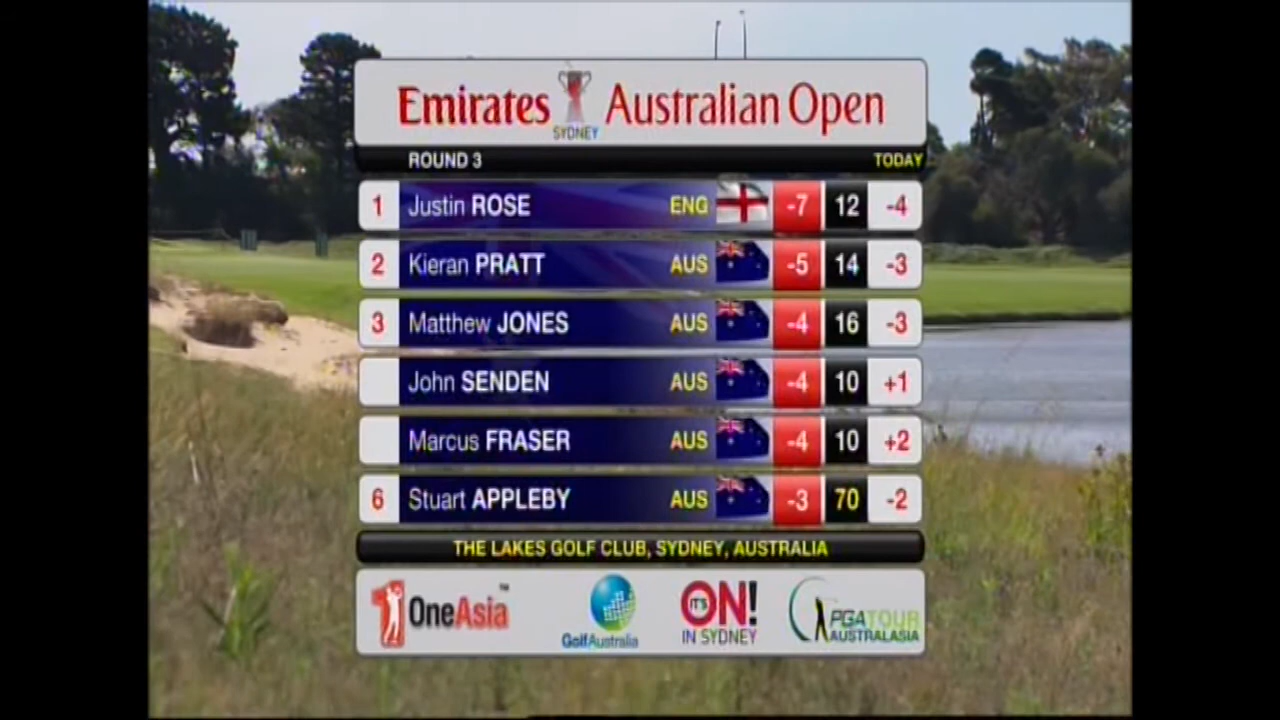 Emirates Australian Open
SYDNEY
ROUND 3 TODAY
1 Justin ROSE ENG -7 12 -4
2 Kieran PRATT AUS -5 14 -3
3 Matthew JONES AUS -4 16 -3
John SENDEN AUS -4 10 +1
Marcus FRASER AUS -4 10 +2
6 Stuart APPLEBY AUS -3 70 -2
THE LAKES GOLF CLUB, SYDNEY, AUSTRALIA
1 OneAsia™
GolfAustralia
IT'S ON!
IN SYDNEY
PGATOUR
AUSTRALASIA